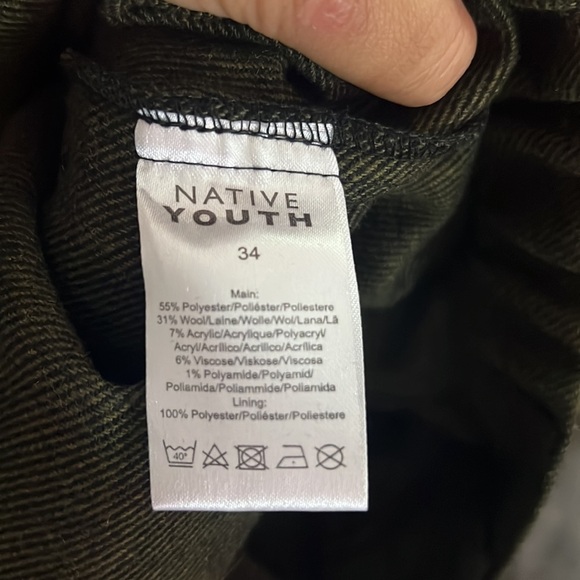 NATIVE
YOUTH
34
Main:
55% Polyester/Poliéster/Poliestere
31% Wool/Laine/Wolle/Wol/Lana/Lã
7% Acrylic/Acrylique/Polyacryl/
Acryl/Acrílico/Acrilico/Acrílica
6% Viscose/Viskose/Viscosa
1% Polyamide/Polyamid/
Poliamida/Poliammide/Poliamida
Lining:
100% Polyester/Poliéster/Poliestere
40°